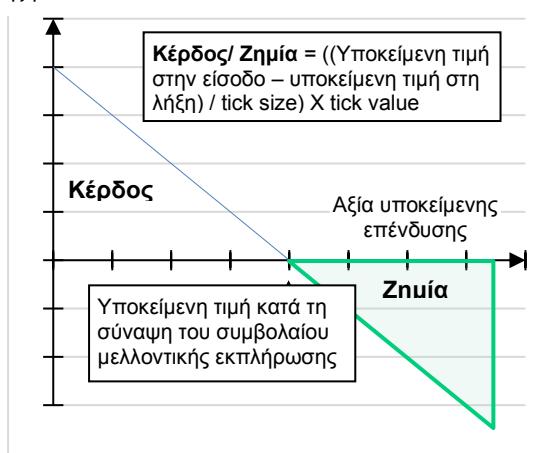 Κέρδος/ Ζημία = ((Υποκείμενη τιμή
στην είσοδο – υποκείμενη τιμή στη
λήξη) / tick size) X tick value
Κέρδος
Αξία υποκείμενης
επένδυσης
Ζημία
Υποκείμενη τιμή κατά τη
σύναψη του συμβολαίου
μελλοντικής εκπλήρωσης